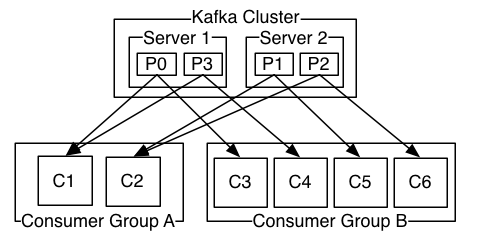 Kafka Cluster
Server 1 Server 2
P0 P3 P1 P2
C1 C2 C3 C4 C5 C6
Consumer Group A Consumer Group B